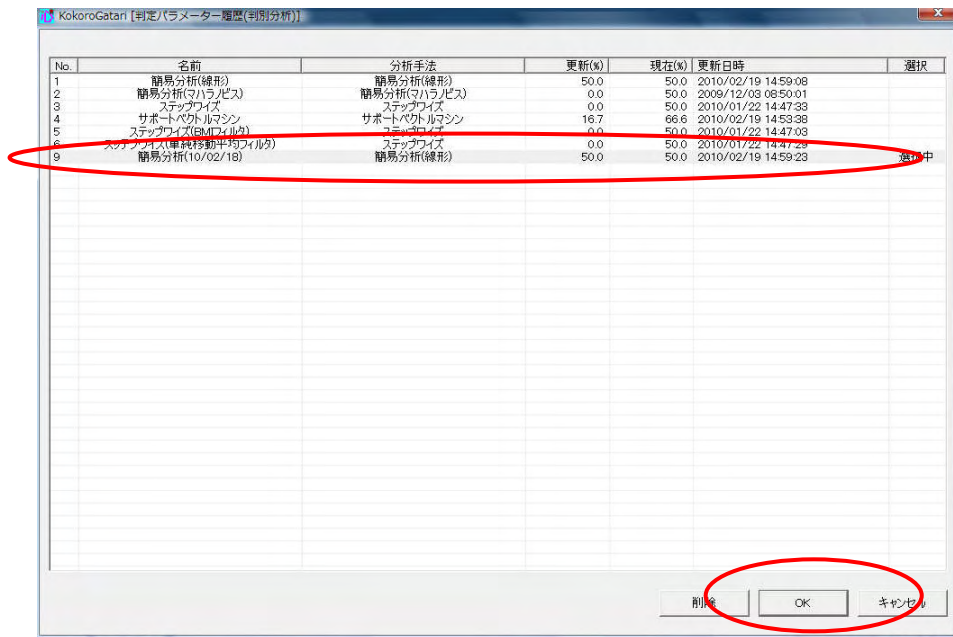 KokoroGatari [判定パラメーター履歴(判別分析)]
No. 名前 分析手法 更新(%) 現在(%) 更新日時 選択
1 簡易分析(線形) 簡易分析(線形) 50.0 50.0 2010/02/19 14:59:08
2 簡易分析(マハラノビス) 簡易分析(マハラノビス) 0.0 50.0 2009/12/03 08:50:01
3 ステップワイズ ステップワイズ 0.0 50.0 2010/01/22 14:47:33
4 サポートベクトルマシン サポートベクトルマシン 16.7 66.6 2010/02/19 14:53:38
5 ステップワイズ(BMIフィルタ) ステップワイズ 0.0 50.0 2010/01/22 14:47:03
6 ステップワイズ(単純移動平均フィルタ) ステップワイズ 0.0 50.0 2010/01/22 14:47:29
9 簡易分析(10/02/18) 簡易分析(線形) 50.0 50.0 2010/02/19 14:59:23 選択中
削除 OK キャンセル